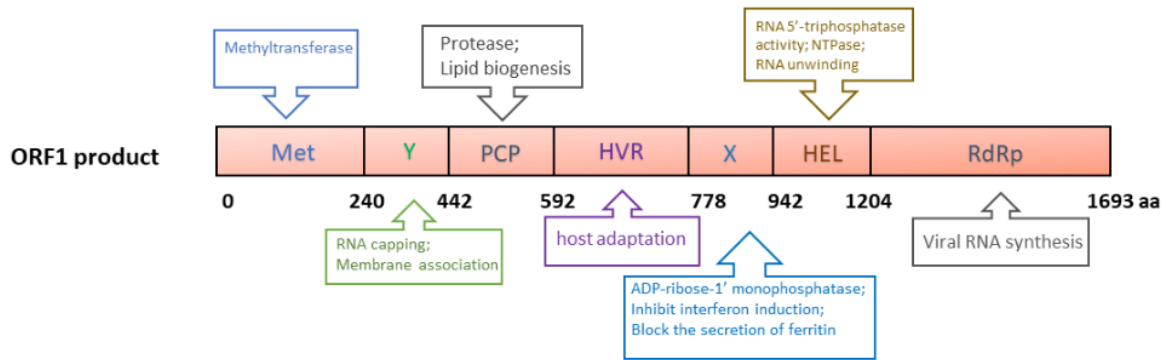 Methyltransferase
Protease;
Lipid biogenesis
RNA 5’-triphosphatase
activity; NTPase;
RNA unwinding
ORF1 product
Met
Y
PCP
HVR
X
HEL
RdRp
0
240
442
592
778
942
1204
1693 aa
RNA capping;
Membrane association
host adaptation
ADP-ribose-1’ monophosphatase;
Inhibit interferon induction;
Block the secretion of ferritin
Viral RNA synthesis